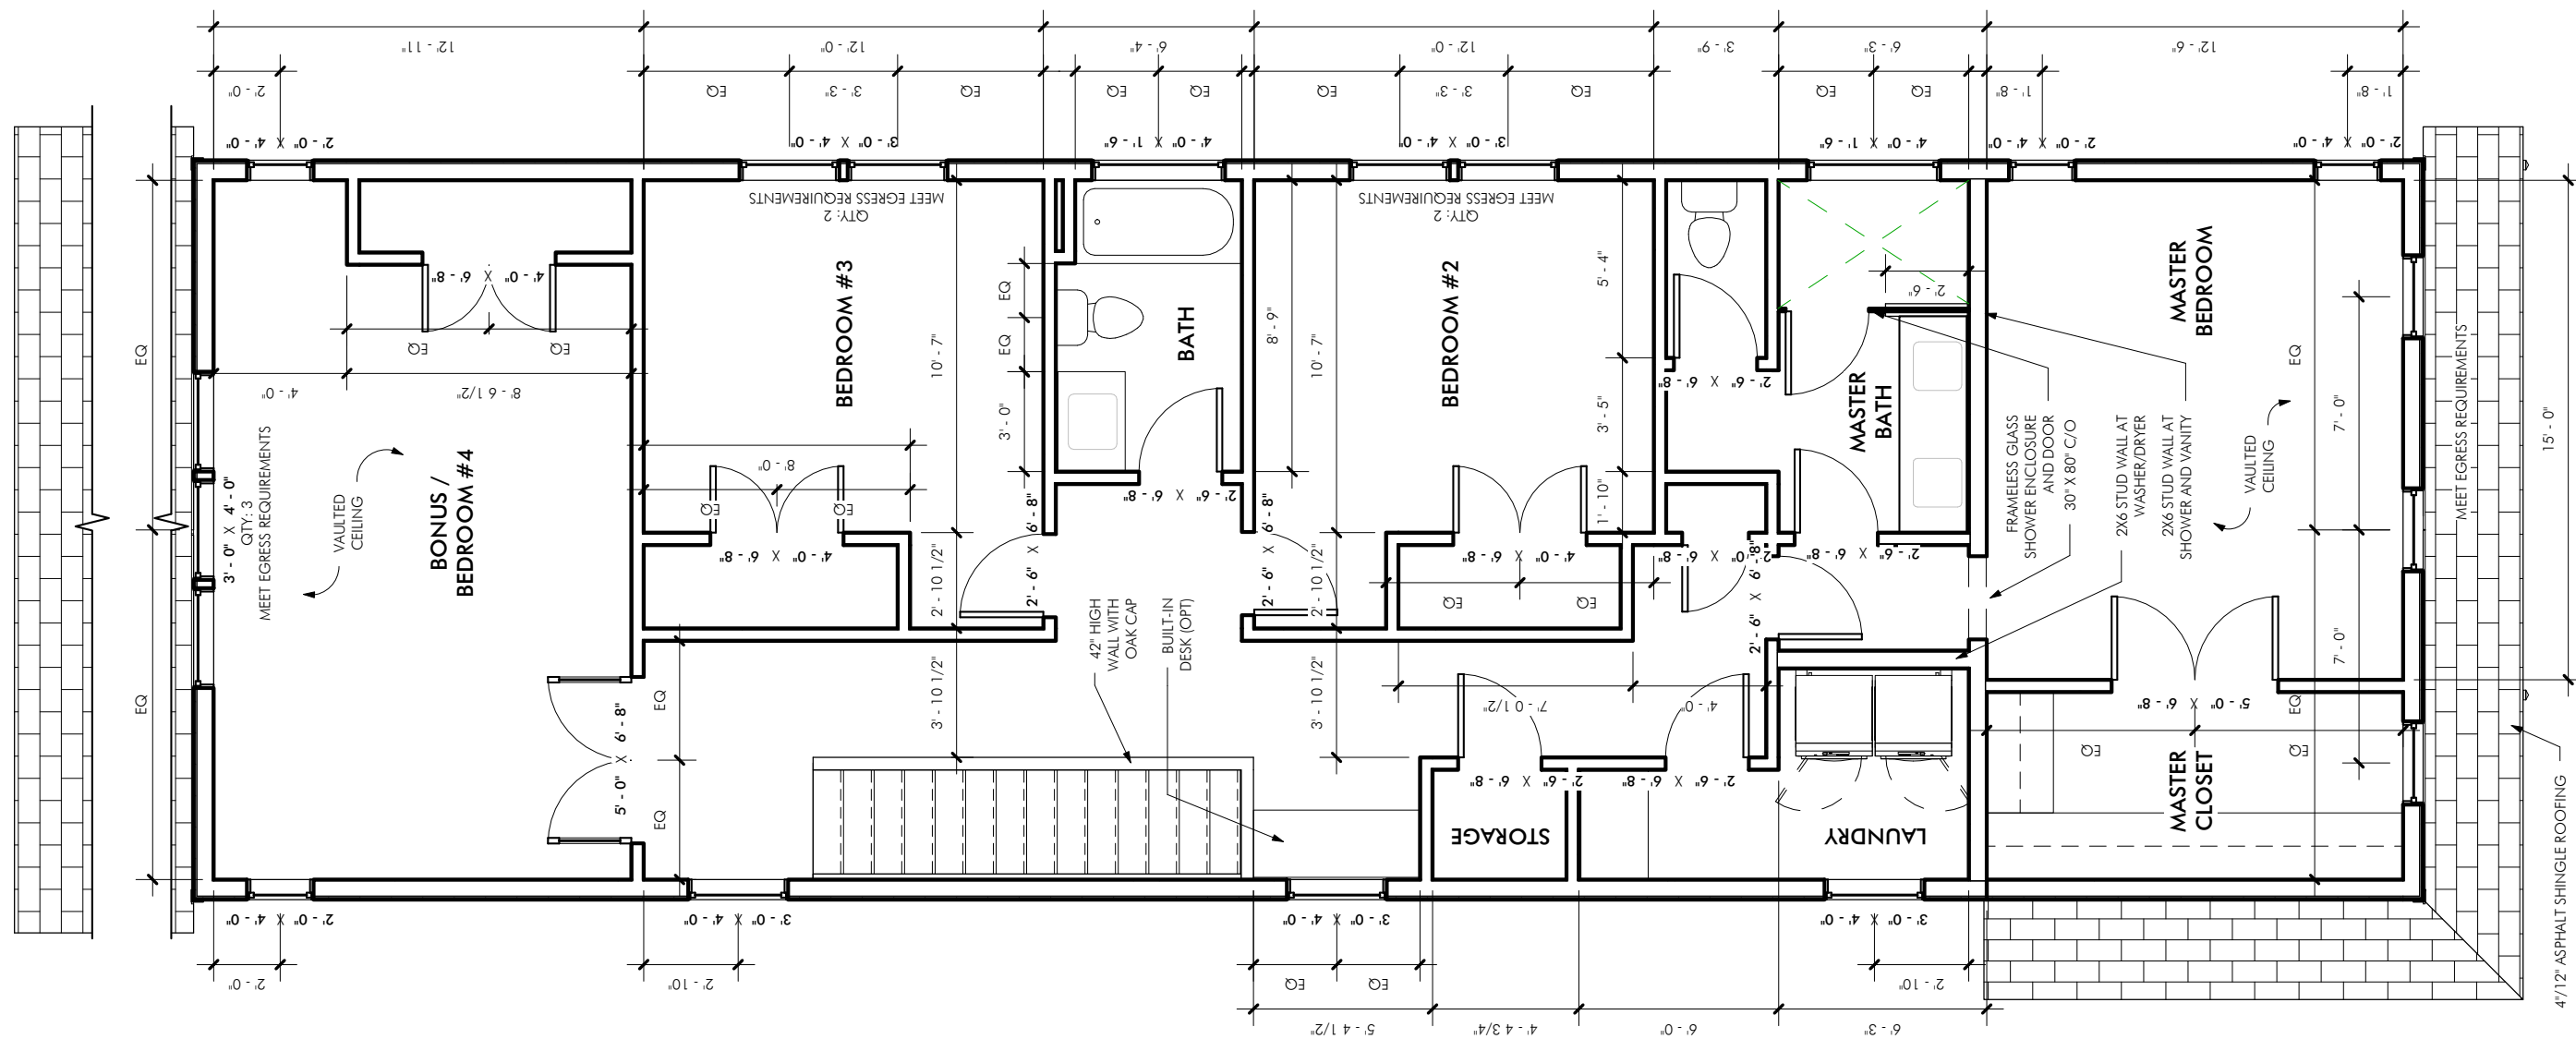 12' - 11"
12' - 0"
6' - 4"
12' - 0"
3' - 9"
6' - 3"
12' - 6"
2' - 0"
EQ
3' - 3"
EQ
EQ
EQ
EQ
3' - 3"
EQ
EQ
EQ
1' - 8"
1' - 8"
2' - 0" X 4' - 0"
3' - 0" X 4' - 0"
4' - 0" X 1' - 6"
3' - 0" X 4' - 0"
4' - 0" X 1' - 6"
2' - 0" X 4' - 0"
2' - 0" X 4' - 0"
QTY: 2
MEET EGRESS REQUIREMENTS
QTY: 2
MEET EGRESS REQUIREMENTS
EQ
EQ
4' - 0" X 6' - 8"
EQ
EQ
4' - 0"
8' - 6 1/2"
3' - 0" X 4' - 0"
QTY: 3
MEET EGRESS REQUIREMENTS
VAULTED
CEILING
BONUS /
BEDROOM #4
5' - 0" X 6' - 8"
EQ
EQ
BEDROOM #3
10' - 7"
2' - 10 1/2"
3' - 10 1/2"
8' - 0"
EQ
EQ
4' - 0" X 6' - 8"
2' - 6" X 6' - 8"
EQ
EQ
3' - 0"
BATH
2' - 6" X 6' - 8"
8' - 9"
10' - 7"
2' - 10 1/2"
3' - 10 1/2"
2' - 6" X 6' - 8"
BEDROOM #2
4' - 0" X 6' - 8"
EQ
EQ
5' - 4"
3' - 5"
1' - 10"
2' - 6" X 6' - 8"
2' - 0" X 6' - 8"
2' - 6" X 6' - 8"
2' - 6" X 6' - 8"
2' - 6"
MASTER
BATH
MASTER
BEDROOM
FRAMELESS GLASS
SHOWER ENCLOSURE
AND DOOR
30" X 80" C/O
2X6 STUD WALL AT
WASHER/DRYER
2X6 STUD WALL AT
SHOWER AND VANITY
VAULTED
CEILING
EQ
EQ
7' - 0"
7' - 0"
MEET EGRESS REQUIREMENTS
15' - 0"
4"/12" ASPHALT SHINGLE ROOFING
5' - 0" X 6' - 8"
EQ
EQ
MASTER
CLOSET
42" HIGH
WALL WITH
OAK CAP
BUILT-IN
DESK (OPT)
7' - 0 1/2"
4' - 0"
2' - 6" X 6' - 8"
2' - 6" X 6' - 8"
STORAGE
LAUNDRY
2' - 0" X 4' - 0"
3' - 0" X 4' - 0"
3' - 0" X 4' - 0"
3' - 0" X 4' - 0"
2' - 0"
2' - 10"
EQ
EQ
2' - 10"
5' - 4 1/2"
4' - 4 3/4"
6' - 0"
6' - 3"